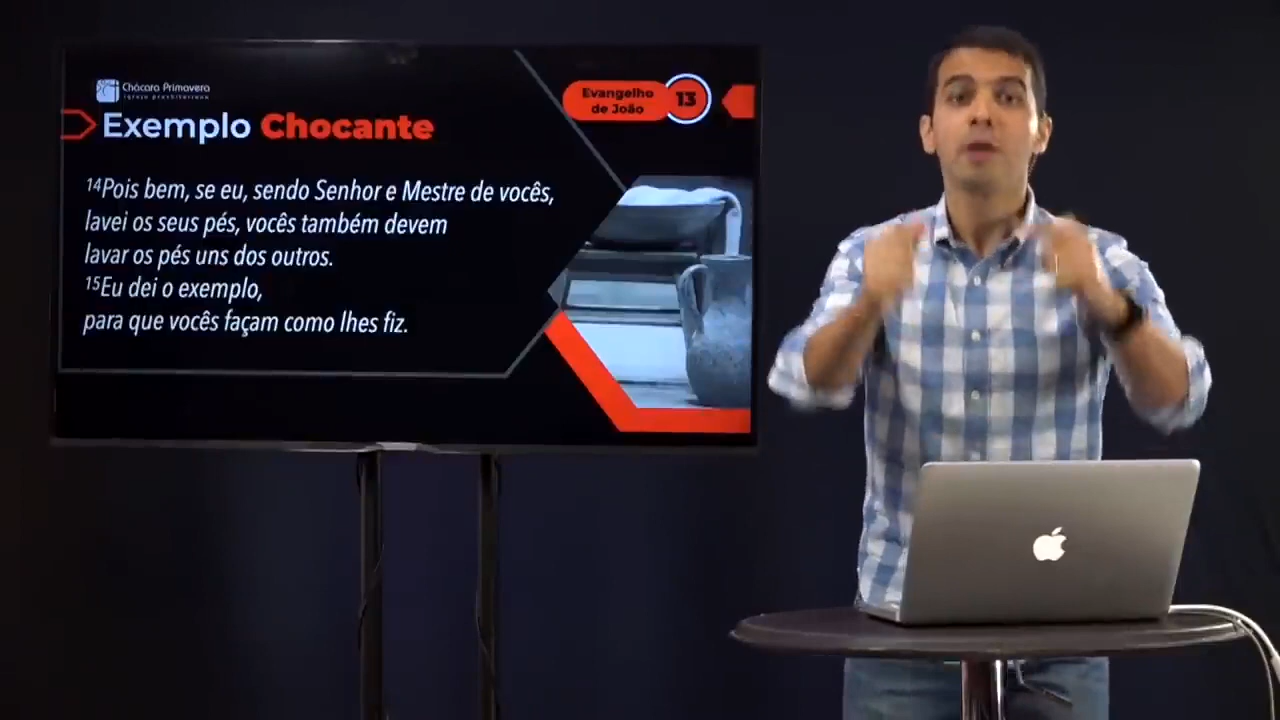 Chácara Primavera
igreja presbiteriana
Exemplo Chocante
Evangelho
de João
13
14Pois bem, se eu, sendo Senhor e Mestre de vocês,
lavei os seus pés, vocês também devem
lavar os pés uns dos outros.
15Eu dei o exemplo,
para que vocês façam como lhes fiz.